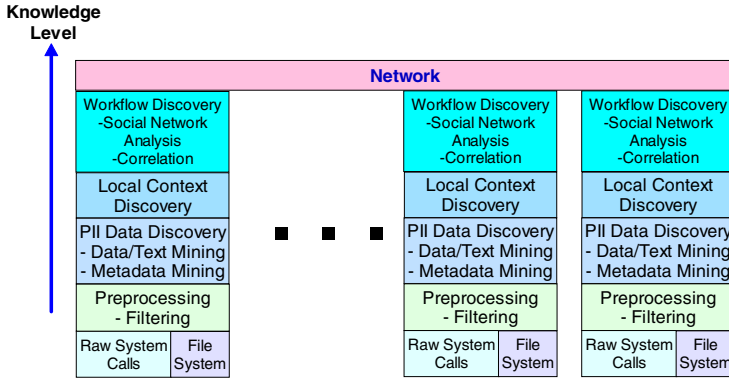 Knowledge
Level
Network
Workflow Discovery
-Social Network
Analysis
-Correlation
Local Context
Discovery
PII Data Discovery
- Data/Text Mining
- Metadata Mining
Preprocessing
- Filtering
Raw System
Calls
File
System
Workflow Discovery
-Social Network
Analysis
-Correlation
Local Context
Discovery
PII Data Discovery
- Data/Text Mining
- Metadata Mining
Preprocessing
- Filtering
Raw System
Calls
File
System
Workflow Discovery
-Social Network
Analysis
-Correlation
Local Context
Discovery
PII Data Discovery
- Data/Text Mining
- Metadata Mining
Preprocessing
- Filtering
Raw System
Calls
File
System